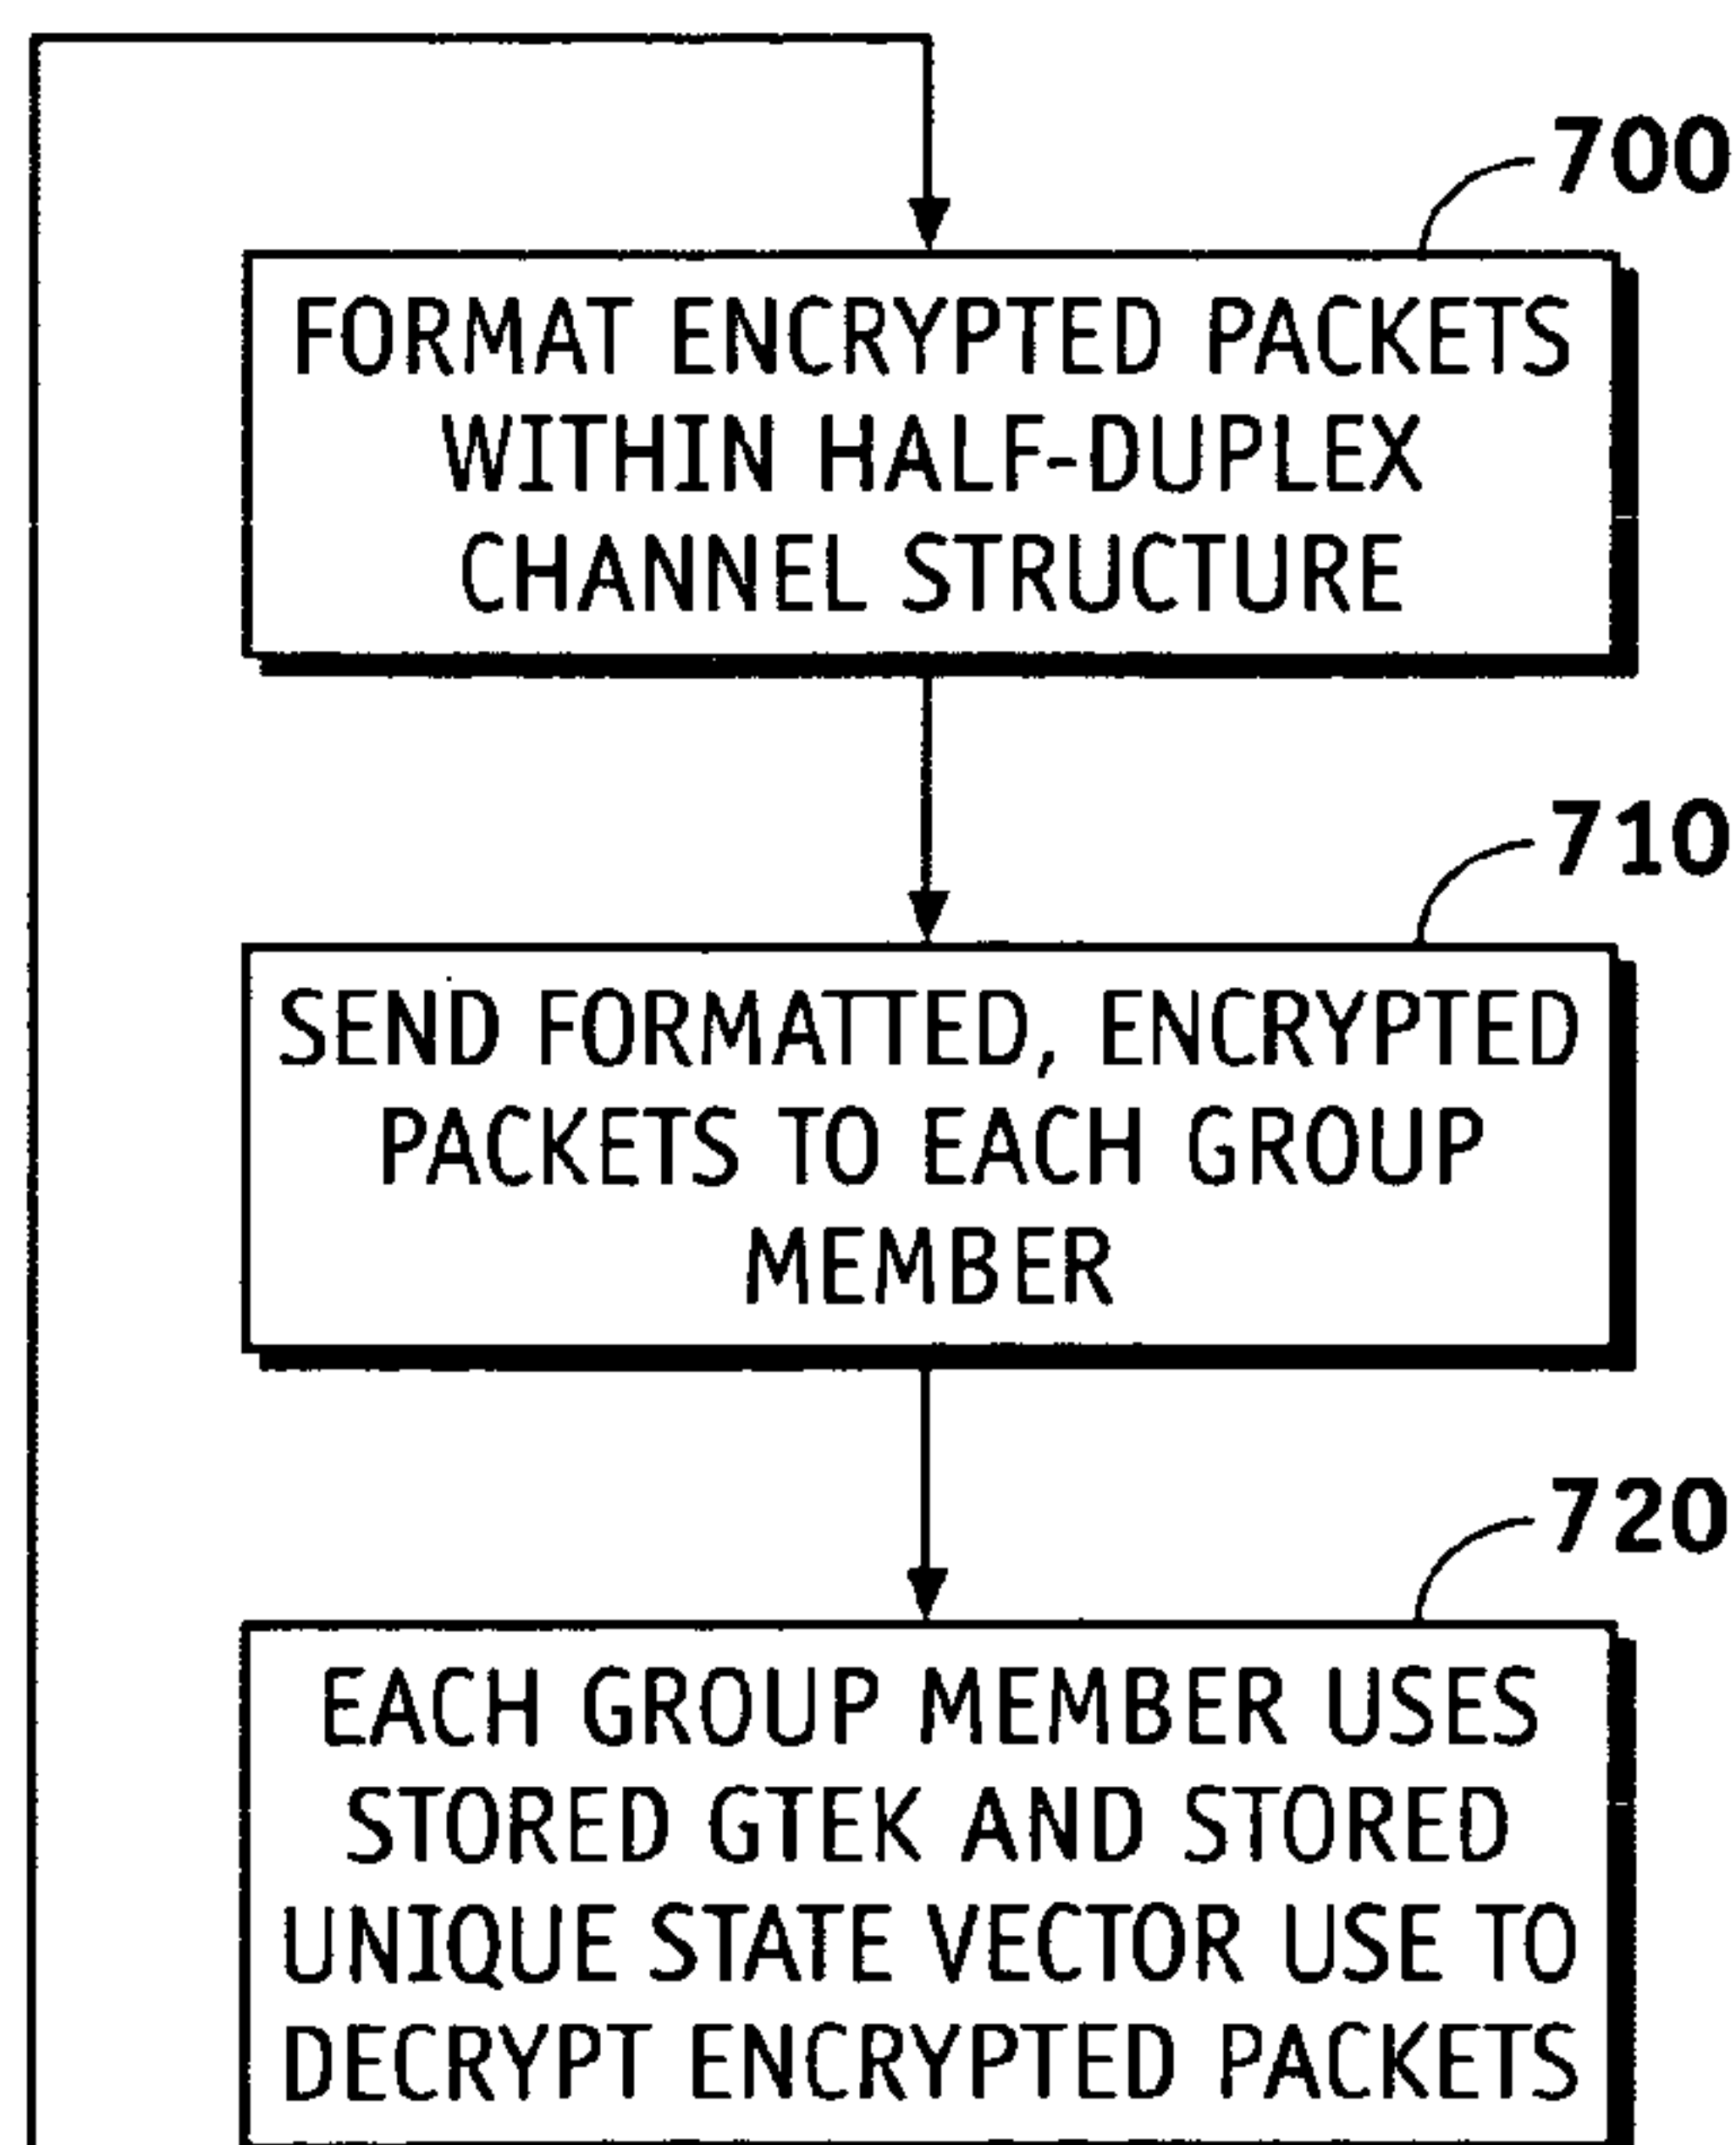 700
FORMAT ENCRYPTED PACKETS
WITHIN HALF-DUPLEX
CHANNEL STRUCTURE
710
SEND FORMATTED, ENCRYPTED
PACKETS TO EACH GROUP
MEMBER
720
EACH GROUP MEMBER USES
STORED GTEK AND STORED
UNIQUE STATE VECTOR USE TO
DECRYPT ENCRYPTED PACKETS